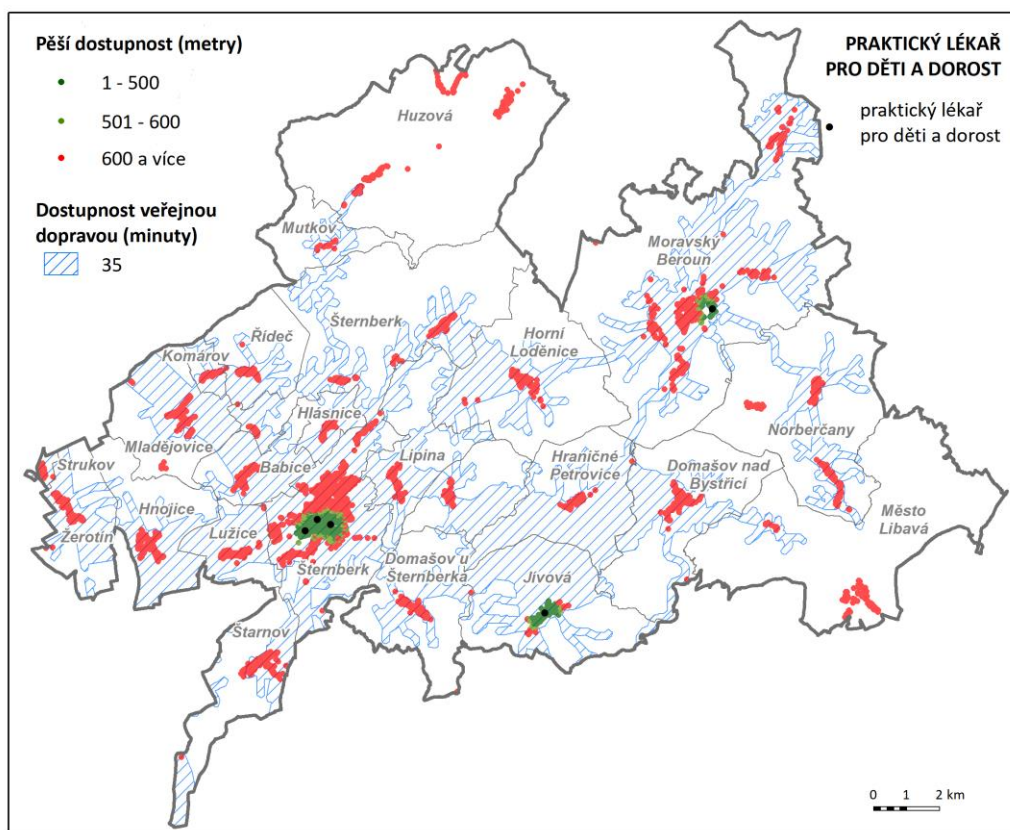 Pěší dostupnost (metry)
1 - 500
501 - 600
600 a více
Dostupnost veřejnou
dopravou (minuty)
35
PRAKTICKÝ LÉKAŘ
PRO DĚTI A DOROST
praktický lékař
pro děti a dorost
Huzová
Mutkov
Moravský
Beroun
Šternberk
Řídeč
Komárov
Horní
Loděnice
Hlásnice
Mladějovice
Norberčany
Strukov
Babice
Lipina
Hraničné
Petrovice
Domašov nad
Bystřicí
Hnojice
Město
Libavá
Žerotín
Lužice
Šternberk
Domašov u
Šternberka
Jívová
Štarnov
0 1 2 km